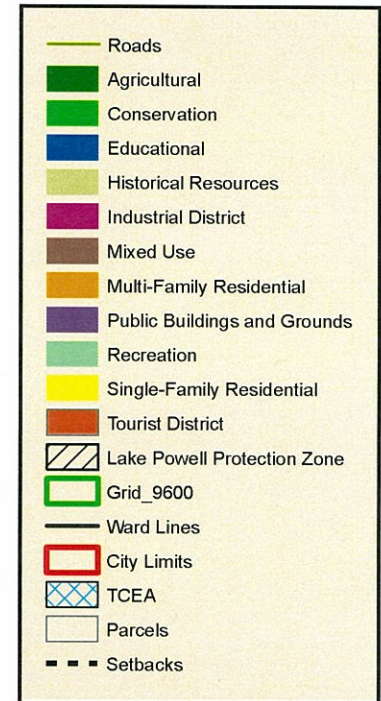 Roads
Agricultural
Conservation
Educational
Historical Resources
Industrial District
Mixed Use
Multi-Family Residential
Public Buildings and Grounds
Recreation
Single-Family Residential
Tourist District
Lake Powell Protection Zone
Grid_9600
Ward Lines
City Limits
TCEA
Parcels
Setbacks